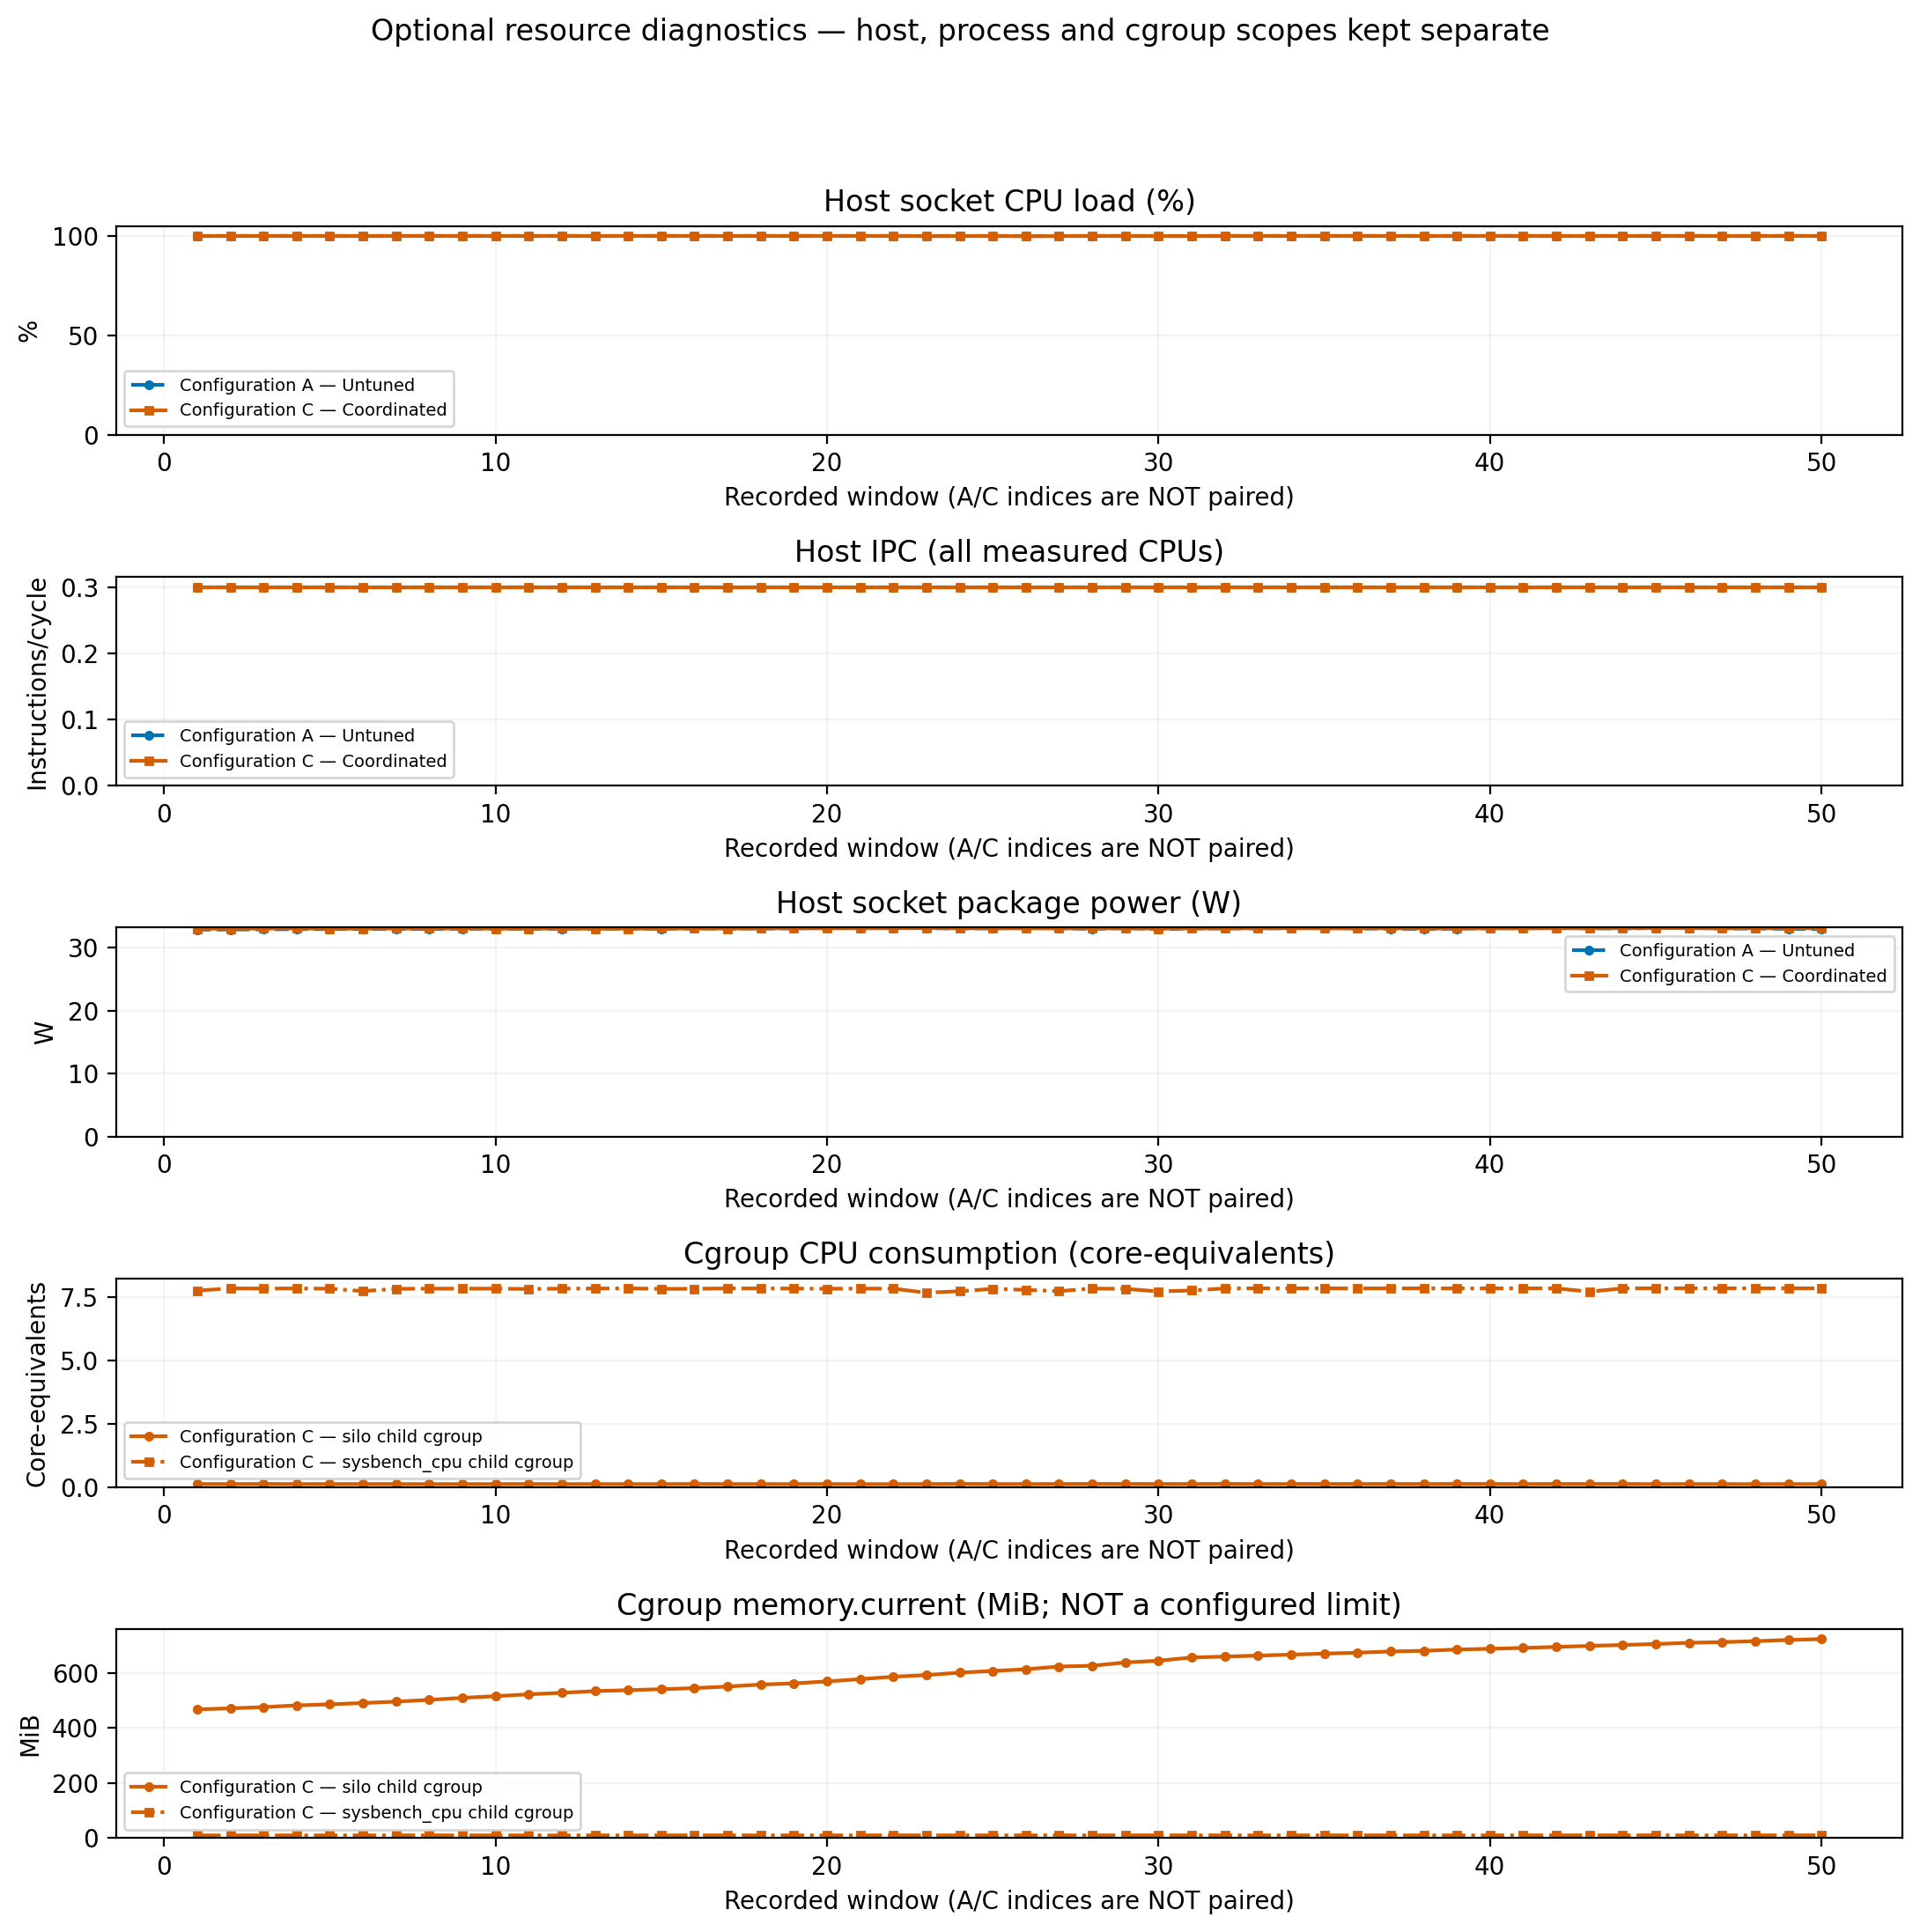 Optional resource diagnostics — host, process and cgroup scopes kept separate
Host socket CPU load (%)
%
100
50
0
Configuration A — Untuned
Configuration C — Coordinated
0 10 20 30 40 50
Recorded window (A/C indices are NOT paired)
Host IPC (all measured CPUs)
Instructions/cycle
0.3
0.2
0.1
0.0
Configuration A — Untuned
Configuration C — Coordinated
0 10 20 30 40 50
Recorded window (A/C indices are NOT paired)
Host socket package power (W)
W
30
20
10
0
Configuration A — Untuned
Configuration C — Coordinated
0 10 20 30 40 50
Recorded window (A/C indices are NOT paired)
Cgroup CPU consumption (core-equivalents)
Core-equivalents
7.5
5.0
2.5
0.0
Configuration C — silo child cgroup
Configuration C — sysbench_cpu child cgroup
0 10 20 30 40 50
Recorded window (A/C indices are NOT paired)
Cgroup memory.current (MiB; NOT a configured limit)
MiB
600
400
200
0
Configuration C — silo child cgroup
Configuration C — sysbench_cpu child cgroup
0 10 20 30 40 50
Recorded window (A/C indices are NOT paired)